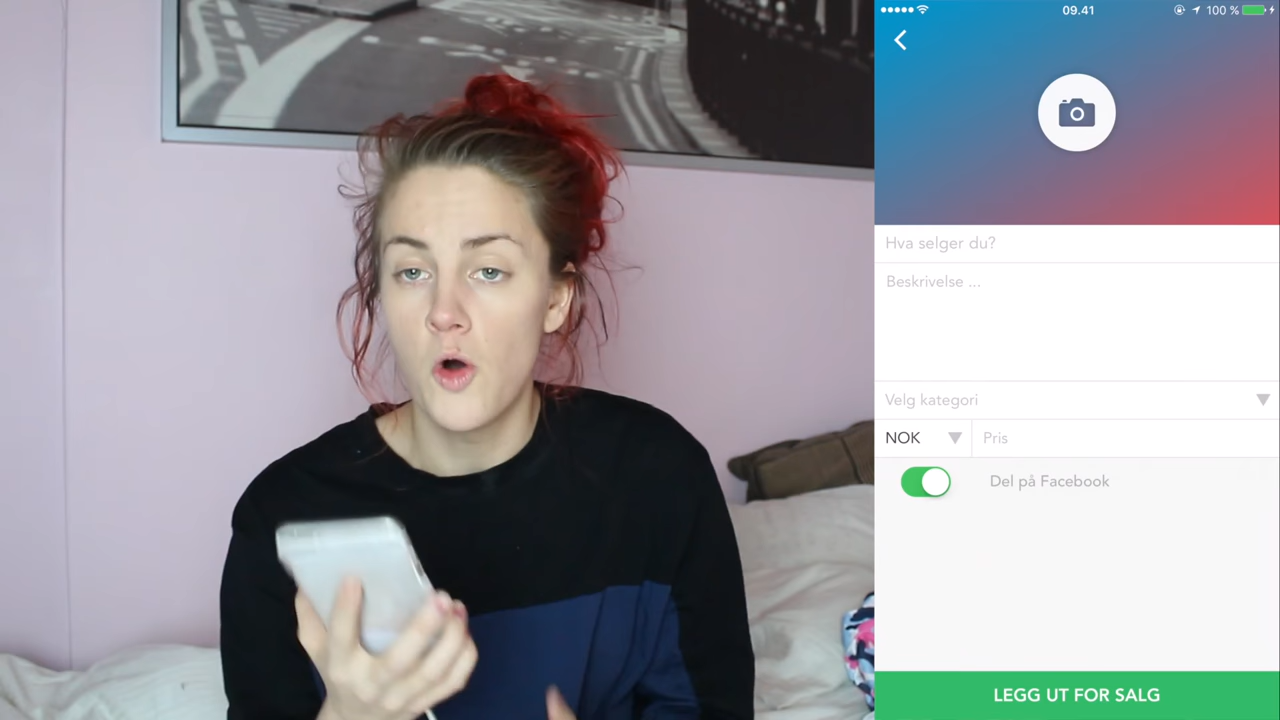 09.41
100 %
Hva selger du?
Beskrivelse ...
Velg kategori
NOK
Pris
Del på Facebook
LEGG UT FOR SALG